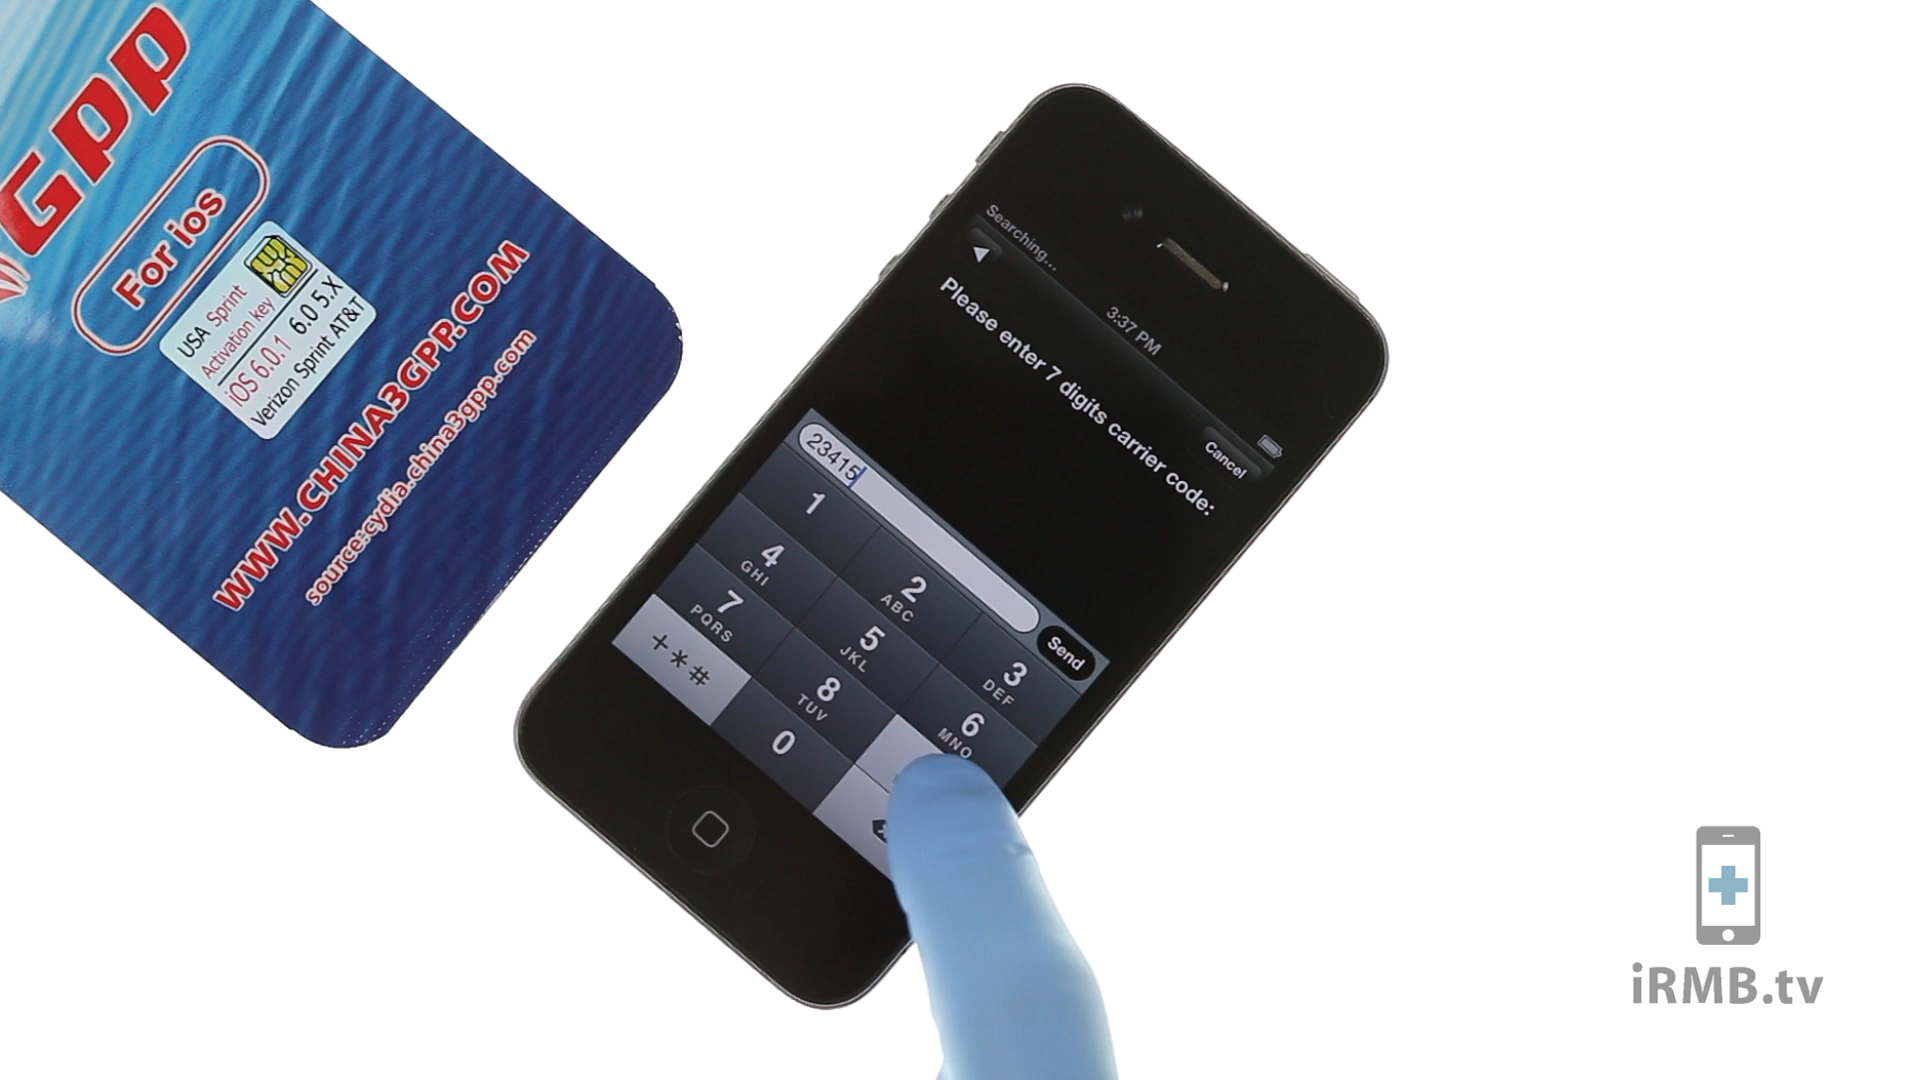 Gpp
For ios
USA Sprint
Activation key
iOS 6.0.1 6.0 5.X
Verizon Sprint AT&T
WWW.CHINA3GPR.COM
source:cydia.china3gpp.com
Searching...
3:37 PM
Cancel
Please enter 7 digits carrier code:
23415
Send
1
2
ABC
3
DEF
4
GHI
5
JKL
6
MNO
7
PQRS
8
TUV
+*#
0
iRMB.tv